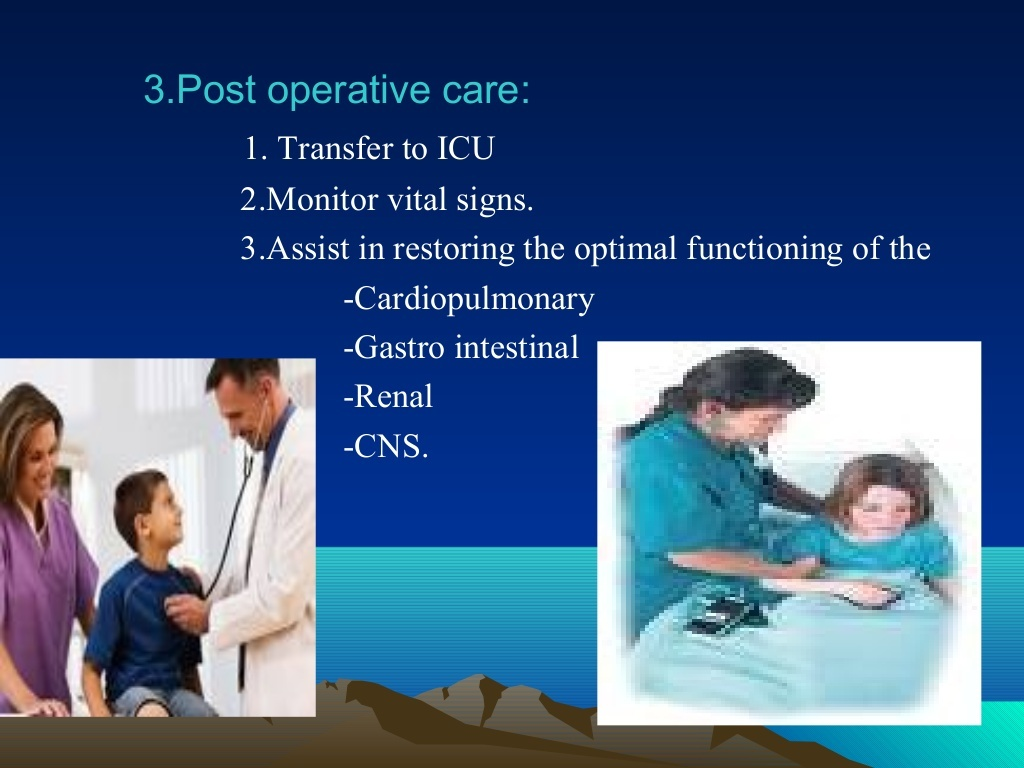 3.Post operative care:
1. Transfer to ICU
2.Monitor vital signs.
3.Assist in restoring the optimal functioning of the
-Cardiopulmonary
-Gastro intestinal
-Renal
-CNS.